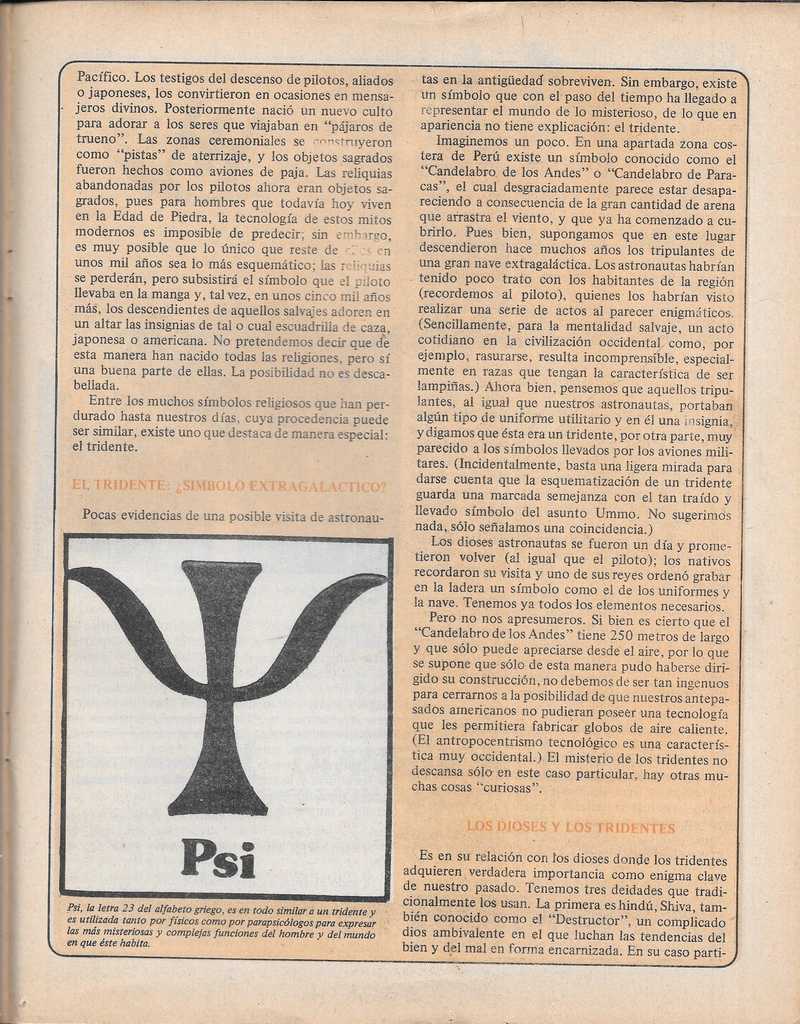 Pacífico. Los testigos del descenso de pilotos, aliados
o japoneses, los convirtieron en ocasiones en mensa-
jeros divinos. Posteriormente nació un nuevo culto
para adorar a los seres que viajaban en “pájaros de
trueno”. Las zonas ceremoniales se construyeron
como “pistas” de aterrizaje, y los objetos sagrados
fueron hechos como aviones de paja. Las reliquias
abandonadas por los pilotos ahora eran objetos sa-
grados, pues para hombres que todavía hoy viven
en la Edad de Piedra, la tecnología de estos mitos
modernos es imposible de predecir; sin embargo,
es muy posible que lo único que reste de ellos en
unos mil años sea lo más esquemático; las reliquias
se perderán, pero subsistirá el símbolo que el piloto
llevaba en la manga y, tal vez, en unos cinco mil años
más, los descendientes de aquellos salvajes adoren en
un altar las insignias de tal o cual escuadrilla de caza,
japonesa o americana. No pretendemos decir que de
esta manera han nacido todas las religiones, pero sí
una buena parte de ellas. La posibilidad no es desca-
bellada.
Entre los muchos símbolos religiosos que han per-
durado hasta nuestros días, cuya procedencia puede
ser similar, existe uno que destaca de manera especial:
el tridente.
EL TRIDENTE: ¿SIMBOLO EXTRAGALACTICO?
Pocas evidencias de una posible visita de astronau-
Psi
Psi, la letra 23 del alfabeto griego, es en todo similar a un tridente y
es utilizada tanto por físicos como por parapsicólogos para expresar
las más misteriosas y complejas funciones del hombre y del mundo
en que éste habita.
tas en la antigüedad sobreviven. Sin embargo, existe
un símbolo que con el paso del tiempo ha llegado a
representar el mundo de lo misterioso, de lo que en
apariencia no tiene explicación: el tridente.
Imaginemos un poco. En una apartada zona cos-
tera de Perú existe un símbolo conocido como el
“Candelabro de los Andes” o “Candelabro de Para-
cas”, el cual desgraciadamente parece estar desapa-
reciendo a consecuencia de la gran cantidad de arena
que arrastra el viento, y que ya ha comenzado a cu-
brirlo. Pues bien, supongamos que en este lugar
descendieron hace muchos años los tripulantes de
una gran nave extragaláctica. Los astronautas habrían
tenido poco trato con los habitantes de la región
(recordemos al piloto), quienes los habrían visto
realizar una serie de actos al parecer enigmáticos.
(Sencillamente, para la mentalidad salvaje, un acto
cotidiano en la civilización occidental como, por
ejemplo, rasurarse, resulta incomprensible, especial-
mente en razas que tengan la característica de ser
lampiñas.) Ahora bien, pensemos que aquellos tripu-
lantes, al igual que nuestros astronautas, portaban
algún tipo de uniforme utilitario y en él una insignia,
y digamos que ésta era un tridente, por otra parte, muy
parecido a los símbolos llevados por los aviones mili-
tares. (Incidentalmente, basta una ligera mirada para
darse cuenta que la esquematización de un tridente
guarda una marcada semejanza con el tan traído y
llevado símbolo del asunto Ummo. No sugerimos
nada, sólo señalamos una coincidencia.)
Los dioses astronautas se fueron un día y prome-
tieron volver (al igual que el piloto); los nativos
recordaron su visita y uno de sus reyes ordenó grabar
en la ladera un símbolo como el de los uniformes y
la nave. Tenemos ya todos los elementos necesarios.
Pero no nos apresuremos. Si bien es cierto que el
“Candelabro de los Andes” tiene 250 metros de largo
y que sólo puede apreciarse desde el aire, por lo que
se supone que sólo de esta manera pudo haberse diri-
gido su construcción, no debemos de ser tan ingenuos
para cerrarnos a la posibilidad de que nuestros antepa-
sados americanos no pudieran poseer una tecnología
que les permitiera fabricar globos de aire caliente.
(El antropocentrismo tecnológico es una caracterís-
tica muy occidental.) El misterio de los tridentes no
descansa sólo en este caso particular, hay otras mu-
chas cosas “curiosas”.
LOS DIOSES Y LOS TRIDENTES
Es en su relación con los dioses donde los tridentes
adquieren verdadera importancia como enigma clave
de nuestro pasado. Tenemos tres deidades que tradi-
cionalmente los usan. La primera es hindú, Shiva, tam-
bién conocido como el “Destructor”, un complicado
dios ambivalente en el que luchan las tendencias del
bien y del mal en forma encarnizada. En su caso parti-